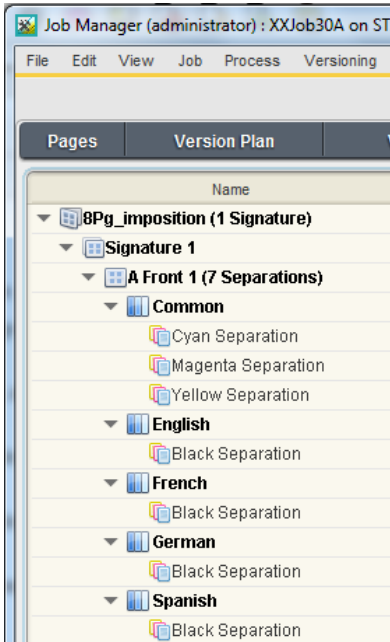 Job Manager (administrator) : XXJob30A on ST
File Edit View Job Process Versioning
Pages Version Plan
Name
8Pg_imposition (1 Signature)
Signature 1
A Front 1 (7 Separations)
Common
Cyan Separation
Magenta Separation
Yellow Separation
English
Black Separation
French
Black Separation
German
Black Separation
Spanish
Black Separation